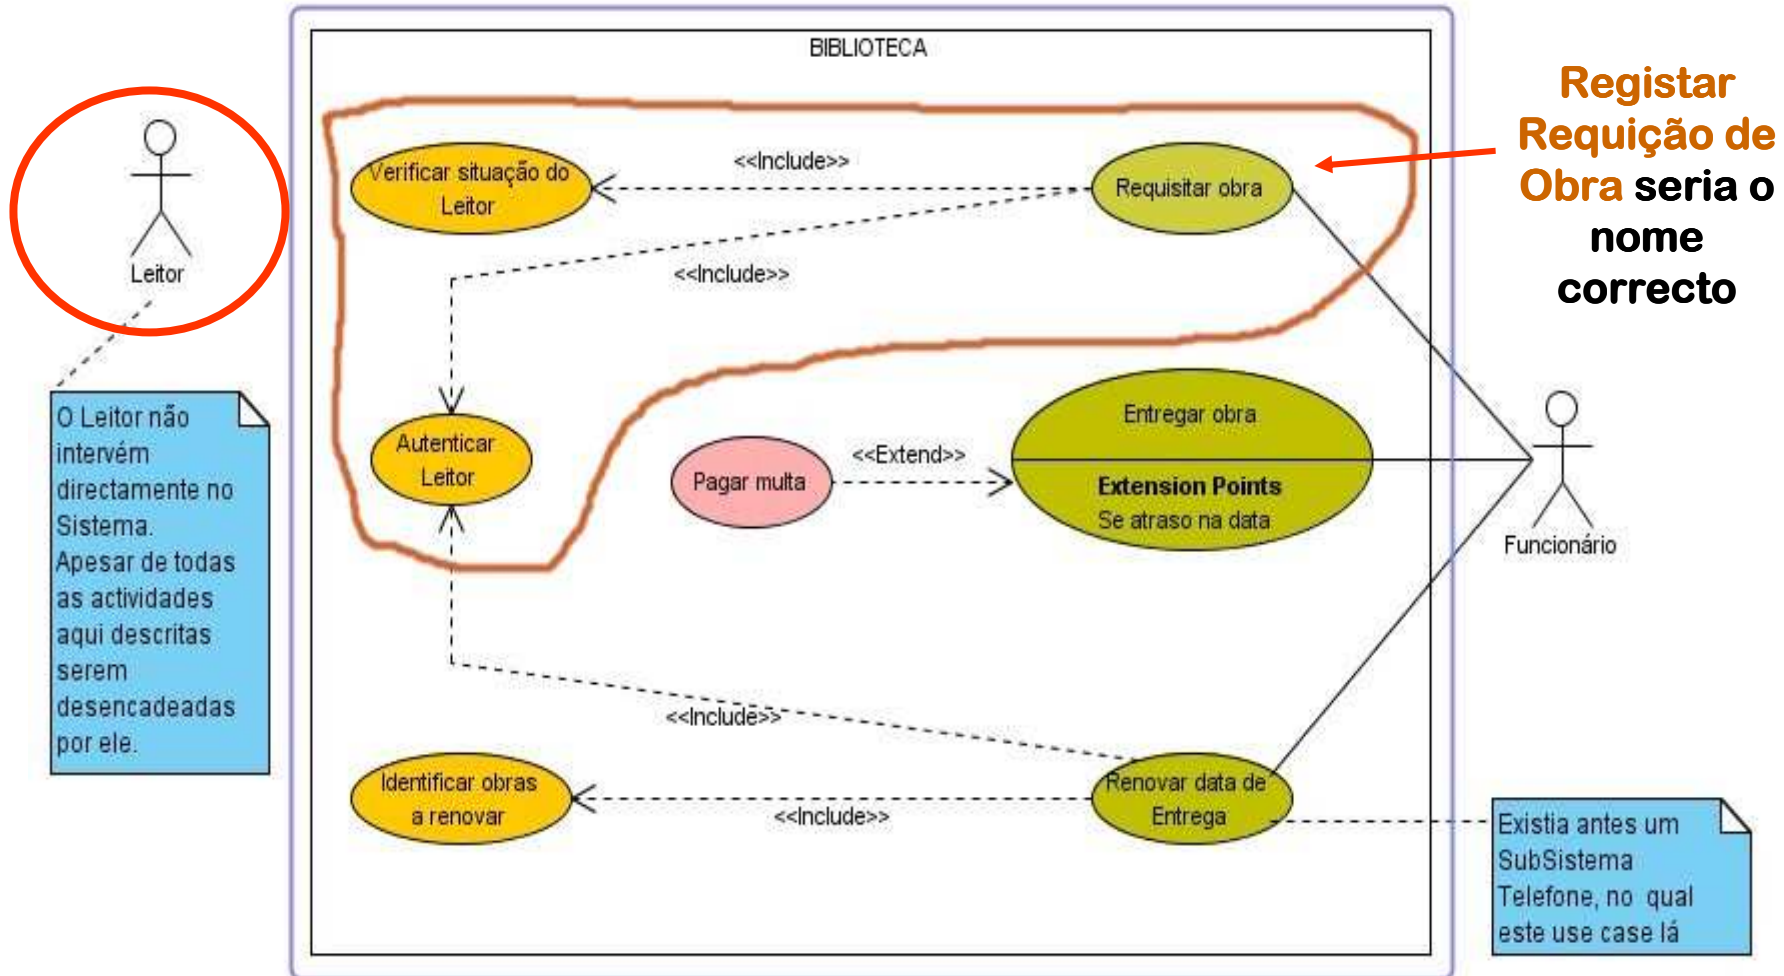 BIBLIOTECA
Registar
Requição de
Obra seria o
nome
correcto
Leitor
O Leitor não
intervém
directamente no
Sistema.
Apesar de todas
as actividades
aqui descritas
serem
desencadeadas
por ele.
Verificar situação do
Leitor
<<Include>>
Requisitar obra
<<Include>>
Autenticar
Leitor
Pagar multa
<<Extend>>
Entregar obra
Extension Points
Se atraso na data
Funcionário
<<Include>>
Identificar obras
a renovar
<<Include>>
Renovar data de
Entrega
Existia antes um
SubSistema
Telefone, no qual
este use case lá